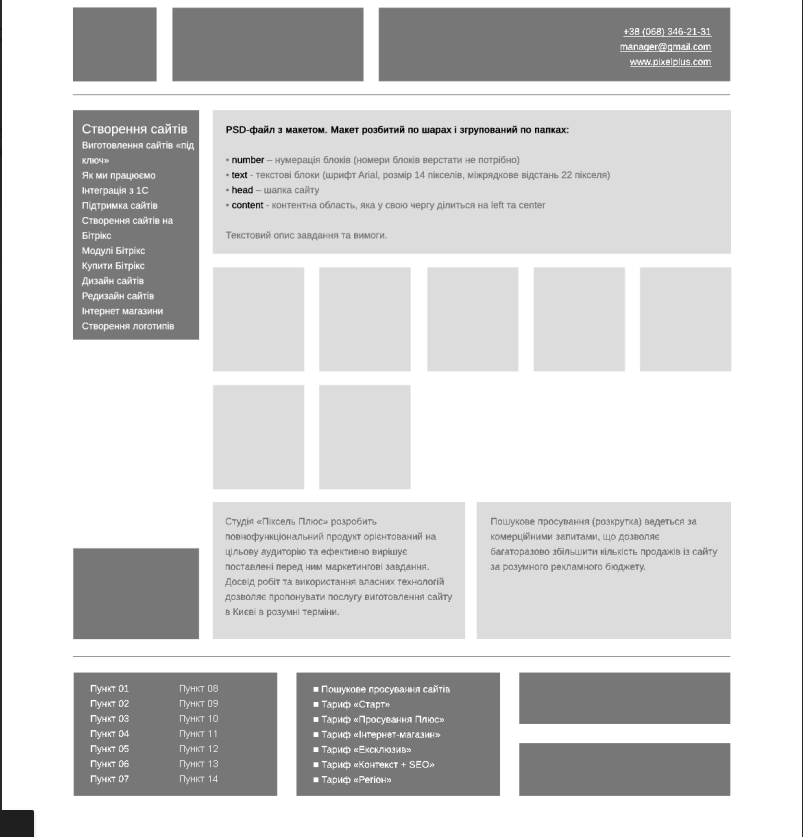 +38 (068) 346-21-31
manager@gmail.com
www.pixelplus.com
Створення сайтів
Виготовлення сайтів «під
ключ»
Як ми працюємо
Інтеграція з 1С
Підтримка сайтів
Створення сайтів на
Бітрікс
Модулі Бітрікс
Купити Бітрікс
Дизайн сайтів
Редизайн сайтів
Інтернет магазини
Створення логотипів
PSD-файл з макетом. Макет розбитий по шарах і згрупований по папках:
• number – нумерація блоків (номери блоків верстати не потрібно)
• text - текстові блоки (шрифт Arial, розмір 14 пікселів, міжрядкове відстань 22 пікселя)
• head – шапка сайту
• content - контентна область, яка у свою чергу ділиться на left та center
Текстовий опис завдання та вимоги.
Студія «Піксель Плюс» розробить
повнофункціональний продукт орієнтований на
цільову аудиторію та ефективно вирішує
поставлені перед ним маркетингові завдання.
Досвід робіт та використання власних технологій
дозволяє пропонувати послугу виготовлення сайту
в Києві в розумні терміни.
Пошукове просування (розкрутка) ведеться за
комерційними запитами, що дозволяє
багаторазово збільшити кількість продажів із сайту
за розумного рекламного бюджету.
Пункт 01
Пункт 02
Пункт 03
Пункт 04
Пункт 05
Пункт 06
Пункт 07
Пункт 08
Пункт 09
Пункт 10
Пункт 11
Пункт 12
Пункт 13
Пункт 14
■ Пошукове просування сайтів
■ Тариф «Старт»
■ Тариф «Просування Плюс»
■ Тариф «Інтернет-магазин»
■ Тариф «Ексклюзив»
■ Тариф «Контекст + SEO»
■ Тариф «Регіон»